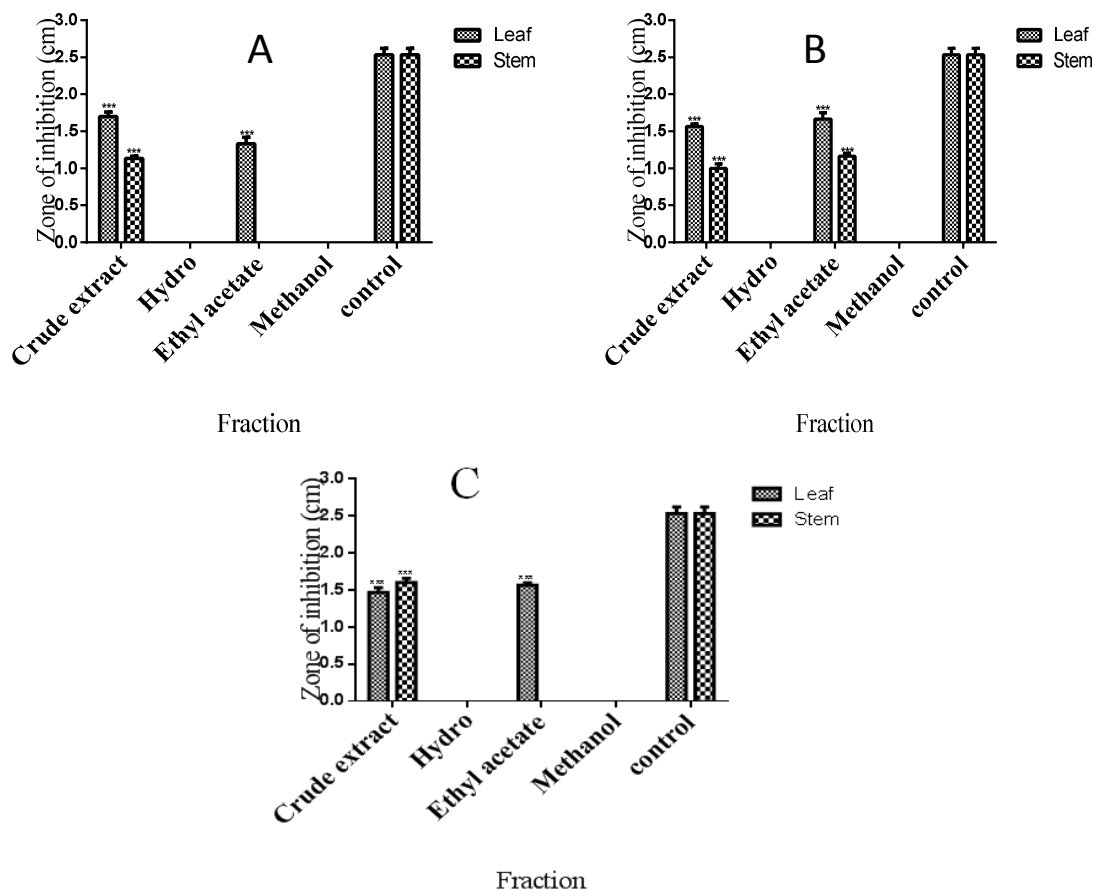 A
Zone of inhibition (cm)
3.0
2.5
2.0
1.5
1.0
0.5
0.0
***
***
***
Leaf
Stem
Crude extract
Hydro
Ethyl acetate
Methanol
control
Fraction
B
Zone of inhibition (cm)
3.0
2.5
2.0
1.5
1.0
0.5
0.0
***
***
***
***
Leaf
Stem
Crude extract
Hydro
Ethyl acetate
Methanol
control
Fraction
C
Zone of inhibition (cm)
3.0
2.5
2.0
1.5
1.0
0.5
0.0
***
***
***
Leaf
Stem
Crude extract
Hydro
Ethyl acetate
Methanol
control
Fraction